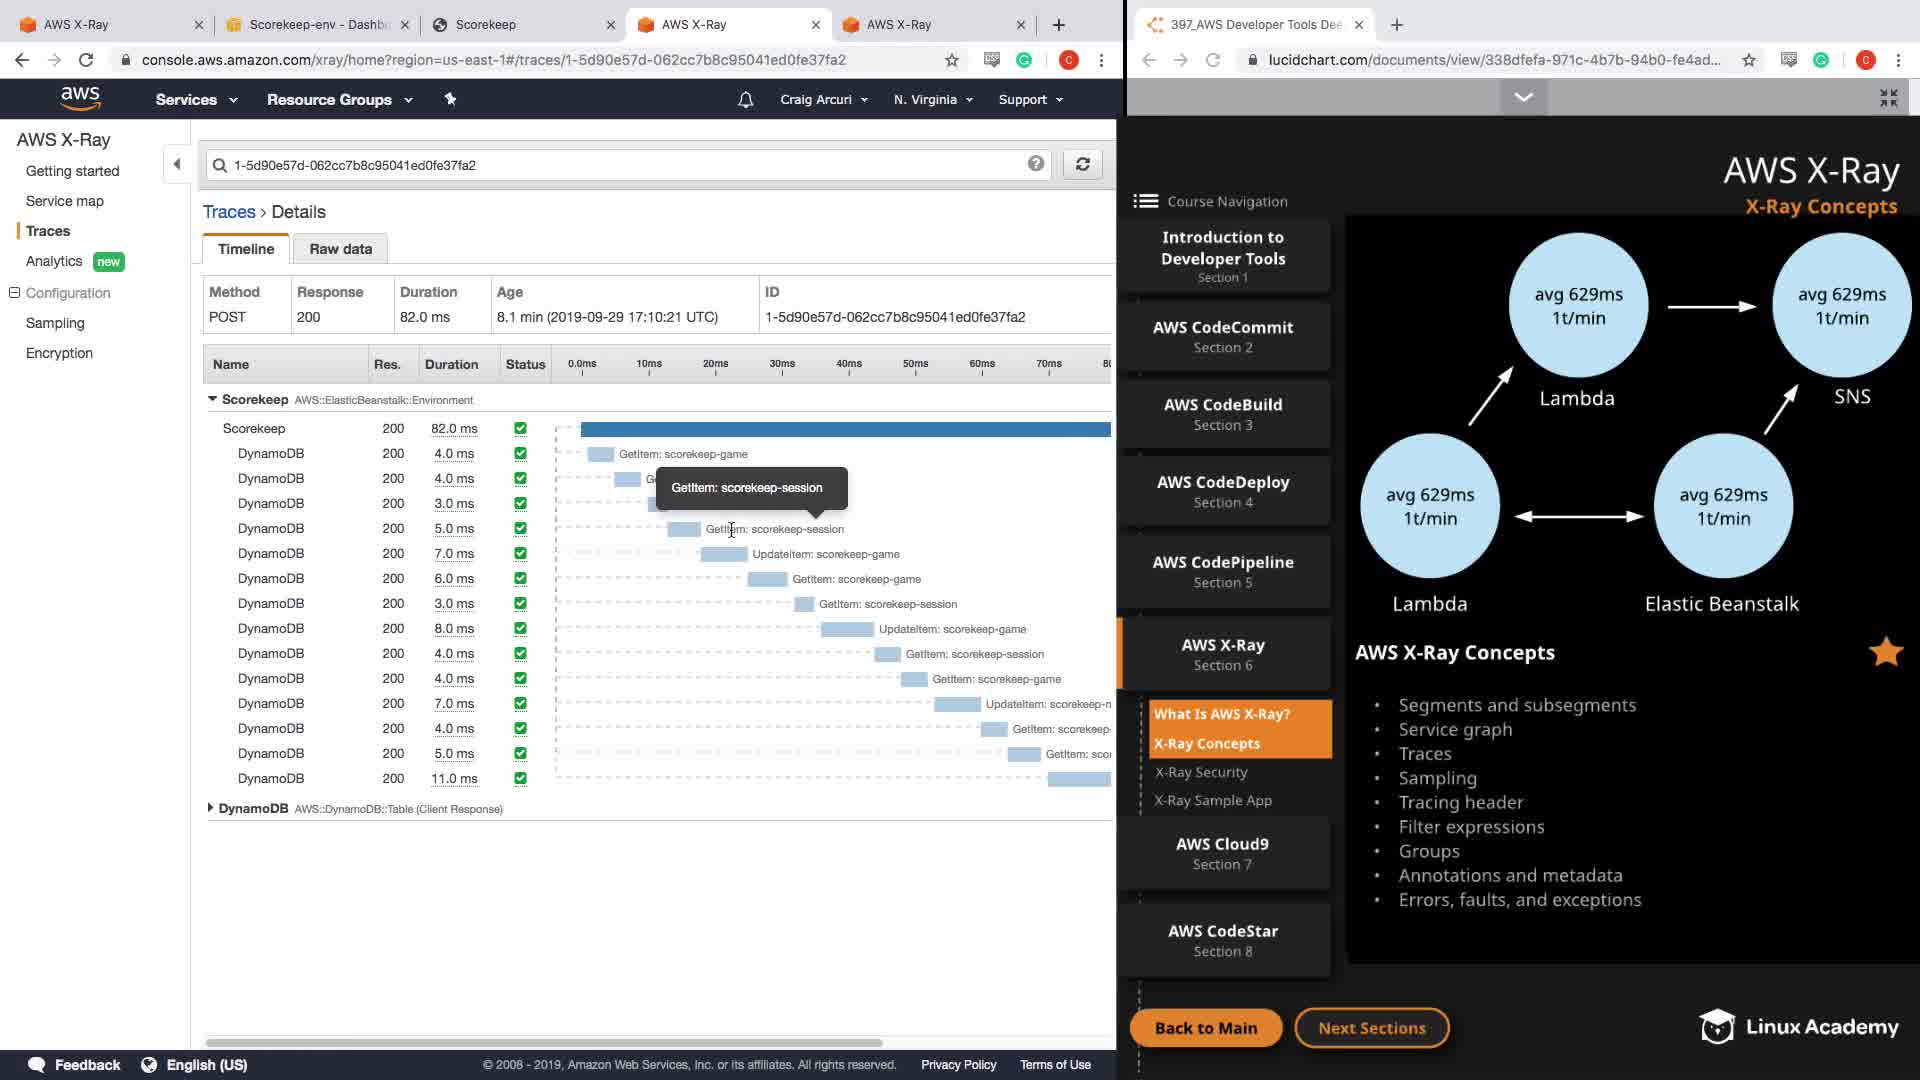 AWS X-Ray
Scorekeep-env - Dashbo
Scorekeep
AWS X-Ray
AWS X-Ray
console.aws.amazon.com/xray/home?region=us-east-1#/traces/1-5d90e57d-062cc7b8c95041ed0fe37fa2
C
aws
Services
Resource Groups
Craig Arcuri
N. Virginia
Support
AWS X-Ray
Getting started
Service map
Traces
Analytics new
Configuration
Sampling
Encryption
1-5d90e57d-062cc7b8c95041ed0fe37fa2
?
Traces > Details
Timeline
Raw data
Method Response Duration Age ID
POST 200 82.0 ms 8.1 min (2019-09-29 17:10:21 UTC) 1-5d90e57d-062cc7b8c95041ed0fe37fa2
Name Res. Duration Status 0.0ms 10ms 20ms 30ms 40ms 50ms 60ms 70ms 80
Scorekeep AWS::ElasticBeanstalk::Environment
Scorekeep 200 82.0 ms
DynamoDB 200 4.0 ms GetItem: scorekeep-game
DynamoDB 200 4.0 ms
GetItem: scorekeep-session
DynamoDB 200 3.0 ms
DynamoDB 200 5.0 ms GetItem: scorekeep-session
DynamoDB 200 7.0 ms UpdateItem: scorekeep-game
DynamoDB 200 6.0 ms GetItem: scorekeep-game
DynamoDB 200 3.0 ms GetItem: scorekeep-session
DynamoDB 200 8.0 ms UpdateItem: scorekeep-game
DynamoDB 200 4.0 ms GetItem: scorekeep-session
DynamoDB 200 4.0 ms GetItem: scorekeep-game
DynamoDB 200 7.0 ms UpdateItem: scorekeep-
DynamoDB 200 4.0 ms GetItem: scorekeep-
DynamoDB 200 5.0 ms GetItem: scor
DynamoDB 200 11.0 ms
DynamoDB AWS::DynamoDB::Table (Client Response)
Feedback
English (US)
© 2008 - 2019, Amazon Web Services, Inc. or its affiliates. All rights reserved.
Privacy Policy
Terms of Use
397_AWS Developer Tools Dee
lucidchart.com/documents/view/338dfefa-971c-4b7b-94b0-fe4ad...
C
AWS X-Ray
X-Ray Concepts
Course Navigation
Introduction to
Developer Tools
Section 1
AWS CodeCommit
Section 2
AWS CodeBuild
Section 3
AWS CodeDeploy
Section 4
AWS CodePipeline
Section 5
AWS X-Ray
Section 6
What Is AWS X-Ray?
X-Ray Concepts
X-Ray Security
X-Ray Sample App
AWS Cloud9
Section 7
AWS CodeStar
Section 8
Back to Main
Next Sections
avg 629ms
1t/min
Lambda
avg 629ms
1t/min
SNS
avg 629ms
1t/min
Lambda
avg 629ms
1t/min
Elastic Beanstalk
AWS X-Ray Concepts
• Segments and subsegments
• Service graph
• Traces
• Sampling
• Tracing header
• Filter expressions
• Groups
• Annotations and metadata
• Errors, faults, and exceptions
Linux Academy